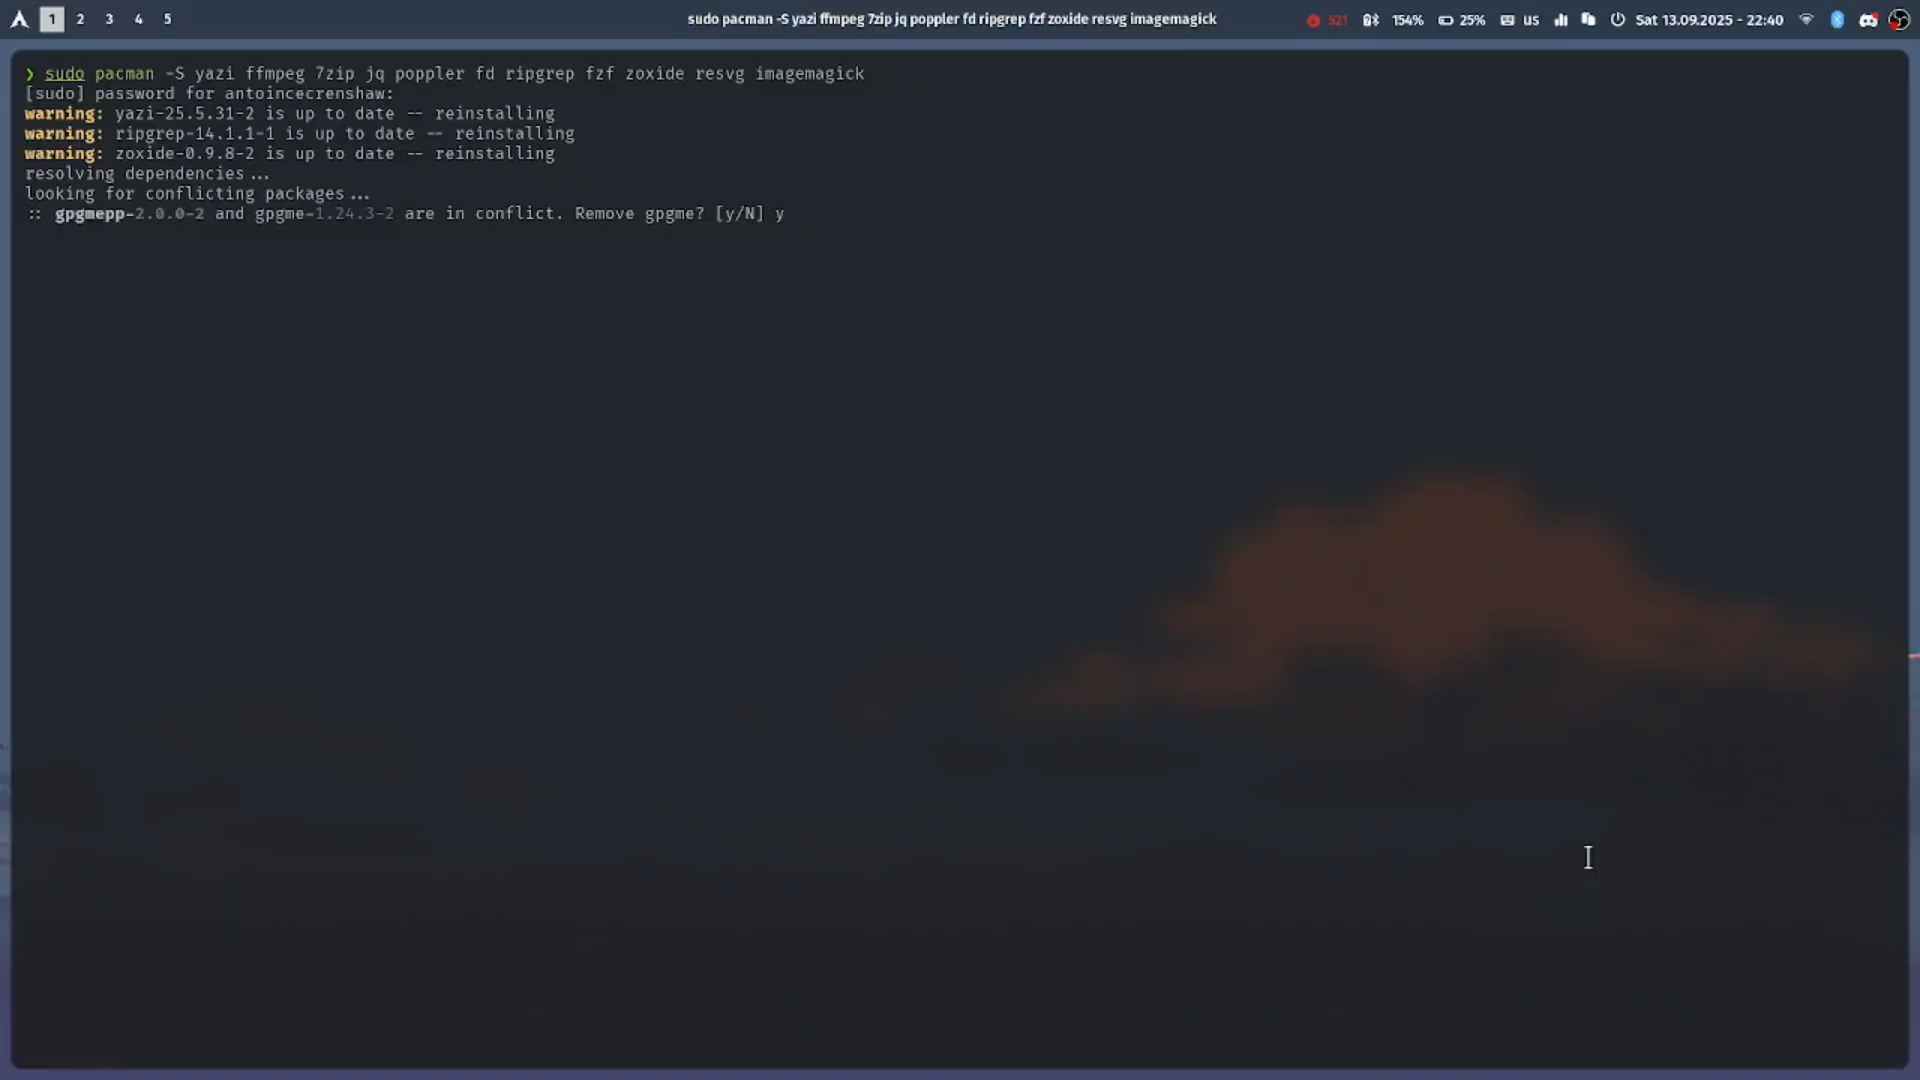 1 2 3 4 5 sudo pacman -S yazi ffmpeg 7zip jq poppler fd ripgrep fzf zoxide resvg imagemagick 521 154% 25% us Sat 13.09.2025 - 22:40
❯ sudo pacman -S yazi ffmpeg 7zip jq poppler fd ripgrep fzf zoxide resvg imagemagick
[sudo] password for antoincecrenshaw:
warning: yazi-25.5.31-2 is up to date -- reinstalling
warning: ripgrep-14.1.1-1 is up to date -- reinstalling
warning: zoxide-0.9.8-2 is up to date -- reinstalling
resolving dependencies...
looking for conflicting packages...
:: gpgmepp-2.0.0-2 and gpgme-1.24.3-2 are in conflict. Remove gpgme? [y/N] y